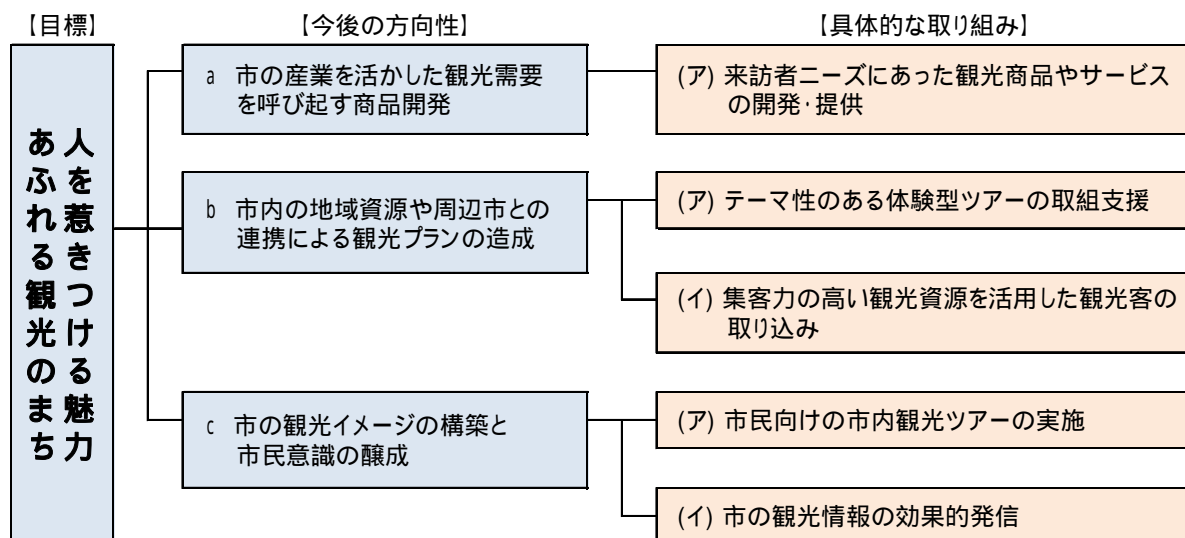 【目標】
【今後の方向性】
【具体的な取り組み】
人を惹きつける魅力
あふれる観光のまち
a 市の産業を活かした観光需要
を呼び起す商品開発
(ア) 来訪者ニーズにあった観光商品やサービス
の開発・提供
b 市内の地域資源や周辺市との
連携による観光プランの造成
(ア) テーマ性のある体験型ツアーの取組支援
(イ) 集客力の高い観光資源を活用した観光客の
取り込み
c 市の観光イメージの構築と
市民意識の醸成
(ア) 市民向けの市内観光ツアーの実施
(イ) 市の観光情報の効果的発信